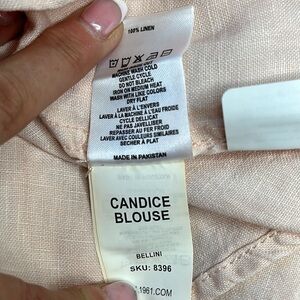 100% LINEN
MACHINE WASH COLD
GENTLE CYCLE
DO NOT BLEACH
IRON ON MEDIUM HEAT
WASH WITH LIKE COLORS
DRY FLAT
LAVER À L'ENVERS
LAVER À LA MACHINE À L'EAU FROIDE
CYCLE DELICAT
NE PAS JAVELLISER
REPASSER AU FER FROID
LAVER AVEC COULEURS SIMILAIRES
SECHER À PLAT
MADE IN PAKISTAN
CANDICE
BLOUSE
BELLINI
SKU: 8396
1961.COM